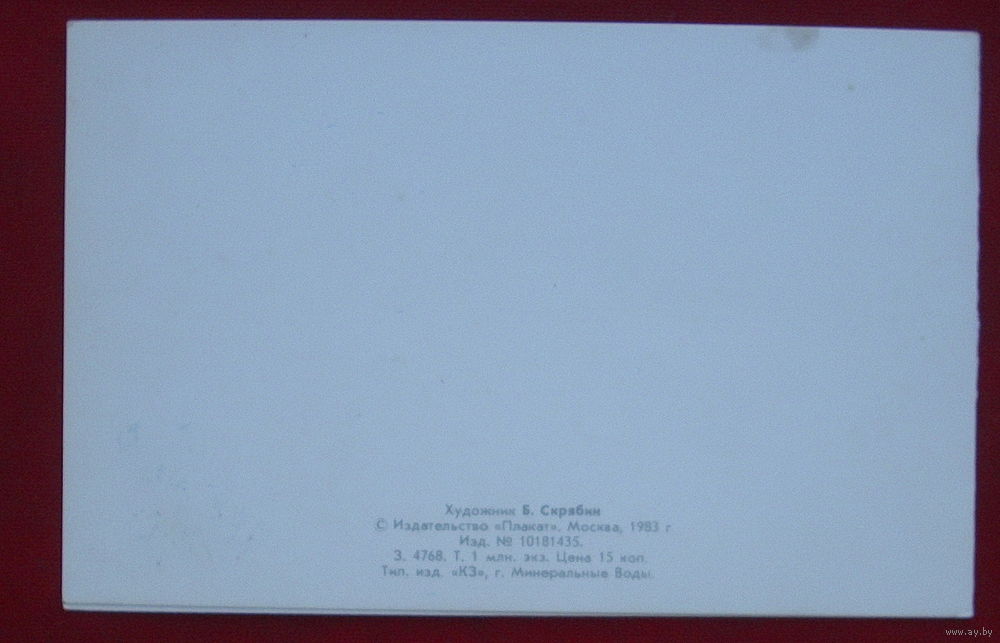 Художник Б. Скрябин
© Издательство «Плакат». Москва, 1983 г
Изд. № 10181435.
З. 4768. Т. 1 млн. экз. Цена 15 коп.
Тип. изд. «КЗ», г. Минеральные Воды.
www.ay.by